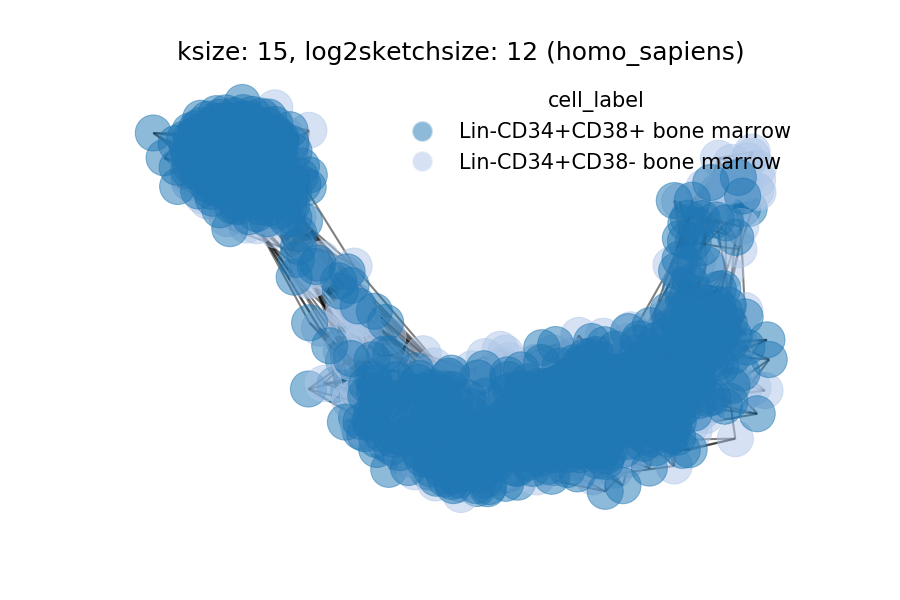 ksize: 15, log2sketchsize: 12 (homo_sapiens)
cell_label
Lin-CD34+CD38+ bone marrow
Lin-CD34+CD38- bone marrow